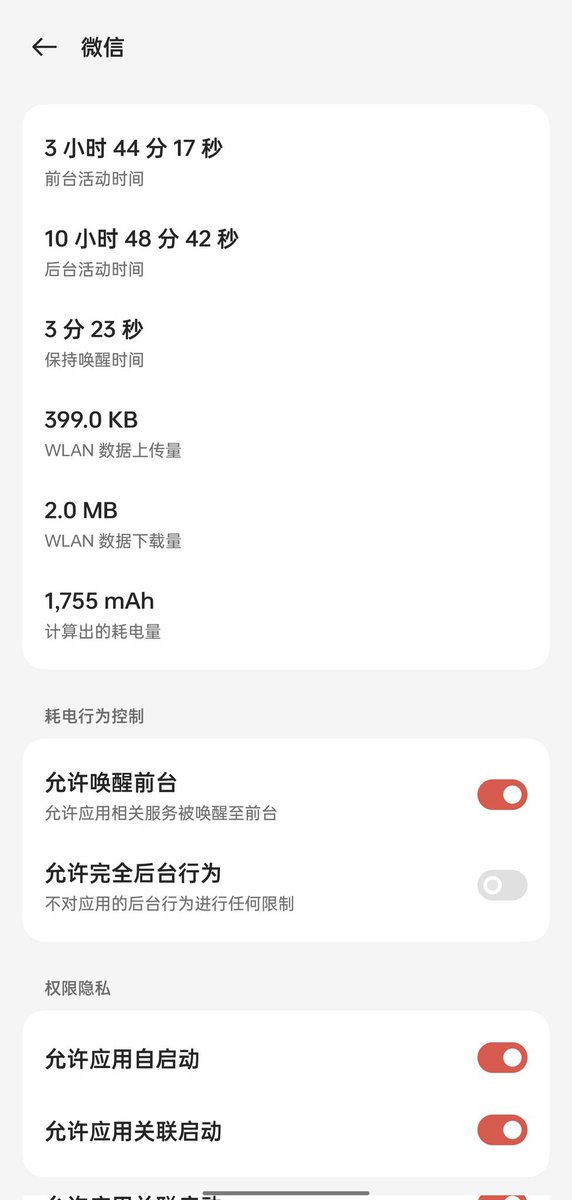 微信
3 小时 44 分 17 秒
前台活动时间
10 小时 48 分 42 秒
后台活动时间
3 分 23 秒
保持唤醒时间
399.0 KB
WLAN 数据上传量
2.0 MB
WLAN 数据下载量
1,755 mAh
计算出的耗电量
耗电行为控制
允许唤醒前台
允许应用相关服务被唤醒至前台
允许完全后台行为
不对应用的后台行为进行任何限制
权限隐私
允许应用自启动
允许应用关联启动